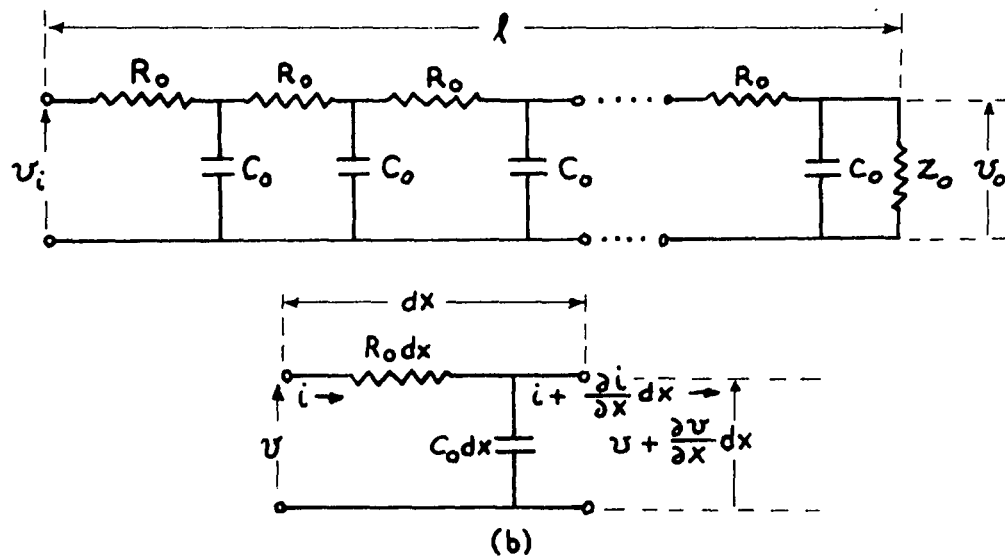 l
R₀ R₀ R₀ R₀
vᵢ C₀ C₀ C₀ ..... C₀ Z₀ v₀
.....
dx
R₀dx
i → i + ∂i/∂x dx →
v C₀dx v + ∂v/∂x dx
(b)